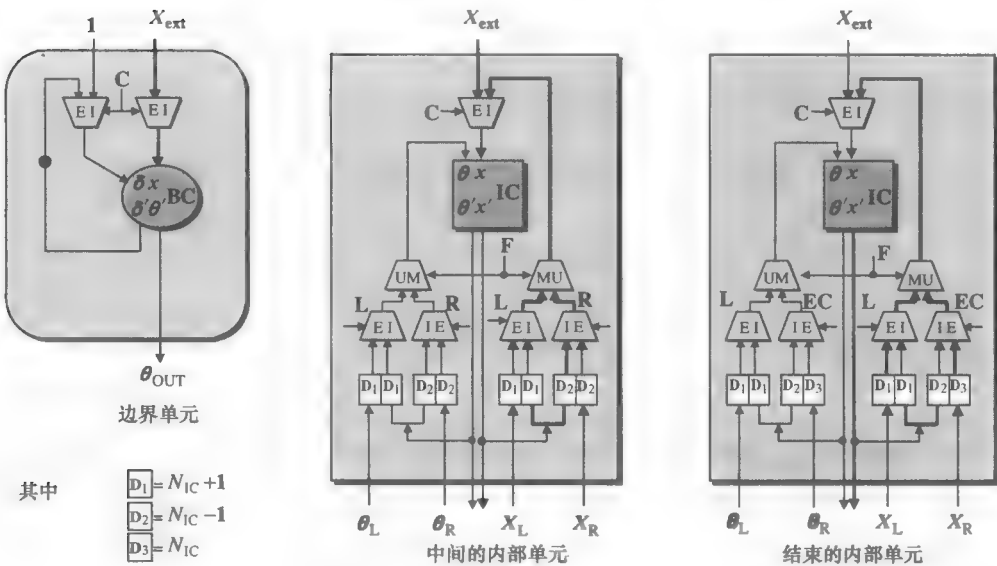 1 X_ext
C
E I E I
δ x
δ' θ' BC
θ_OUT
边界单元
其中
D₁ = N_IC + 1
D₂ = N_IC − 1
D₃ = N_IC
X_ext
C E I
θ x
θ' x' IC
F
UM MU
L R L R
E I I E E I I E
D₁ D₁ D₂ D₂ D₁ D₁ D₂ D₂
θ_L θ_R X_L X_R
中间的内部单元
X_ext
C E I
θ x
θ' x' IC
F
UM MU
L EC L EC
E I I E E I I E
D₁ D₁ D₂ D₃ D₁ D₁ D₂ D₃
θ_L θ_R X_L X_R
结束的内部单元